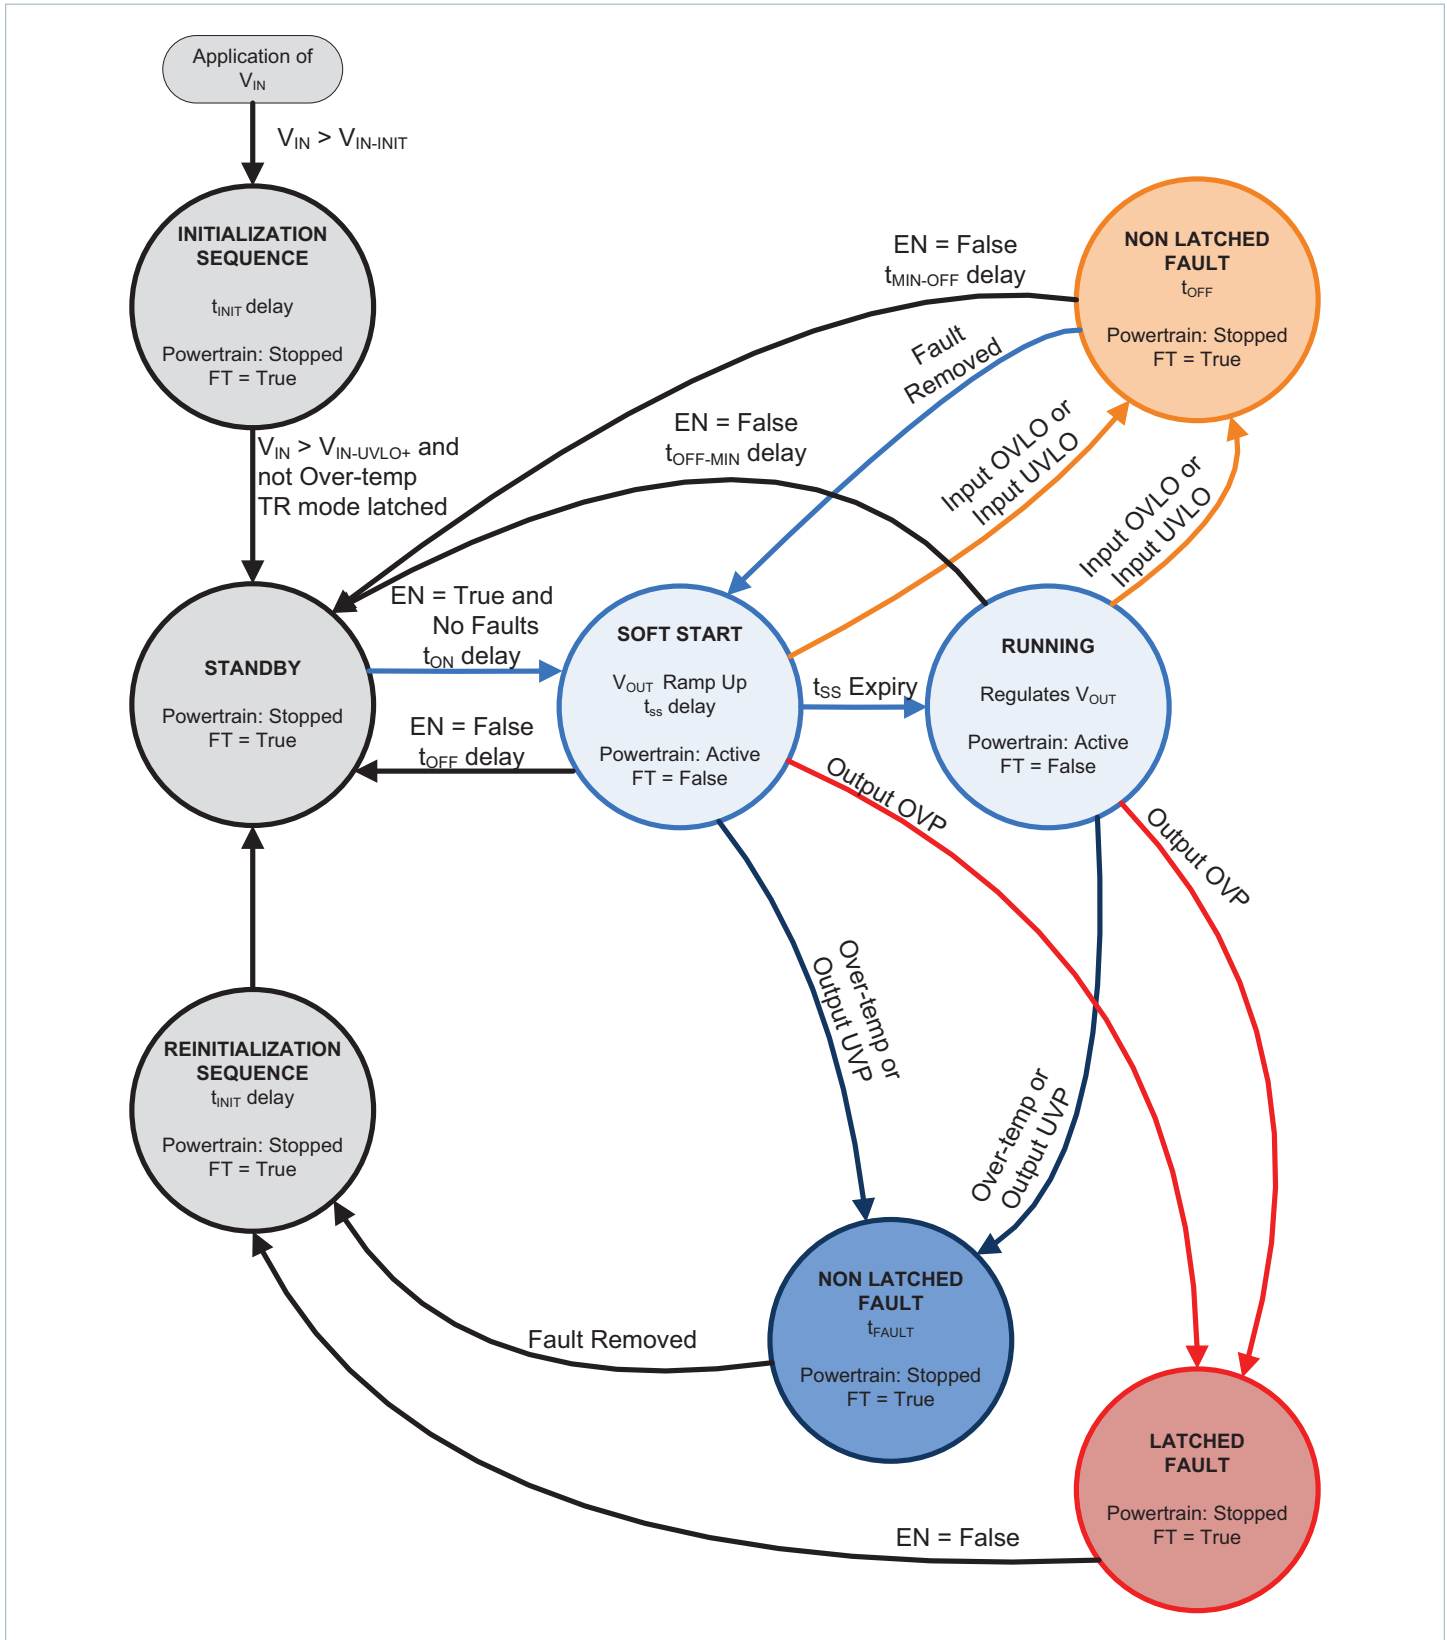 Application of
VIN
VIN > VIN-INIT
INITIALIZATION
SEQUENCE
tINIT delay
Powertrain: Stopped
FT = True
VIN > VIN-UVLO+ and
not Over-temp
TR mode latched
NON LATCHED
FAULT
tOFF
Powertrain: Stopped
FT = True
EN = False
tMIN-OFF delay
Fault
Removed
EN = False
tOFF-MIN delay
Input OVLO or
Input UVLO
Input OVLO or
Input UVLO
STANDBY
Powertrain: Stopped
FT = True
EN = True and
No Faults
tON delay
EN = False
tOFF delay
SOFT START
VOUT Ramp Up
tss delay
Powertrain: Active
FT = False
tSS Expiry
RUNNING
Regulates VOUT
Powertrain: Active
FT = False
Output OVP
Output OVP
Over-temp or
Output UVP
Over-temp or
Output UVP
REINITIALIZATION
SEQUENCE
tINIT delay
Powertrain: Stopped
FT = True
Fault Removed
NON LATCHED
FAULT
tFAULT
Powertrain: Stopped
FT = True
EN = False
LATCHED
FAULT
Powertrain: Stopped
FT = True